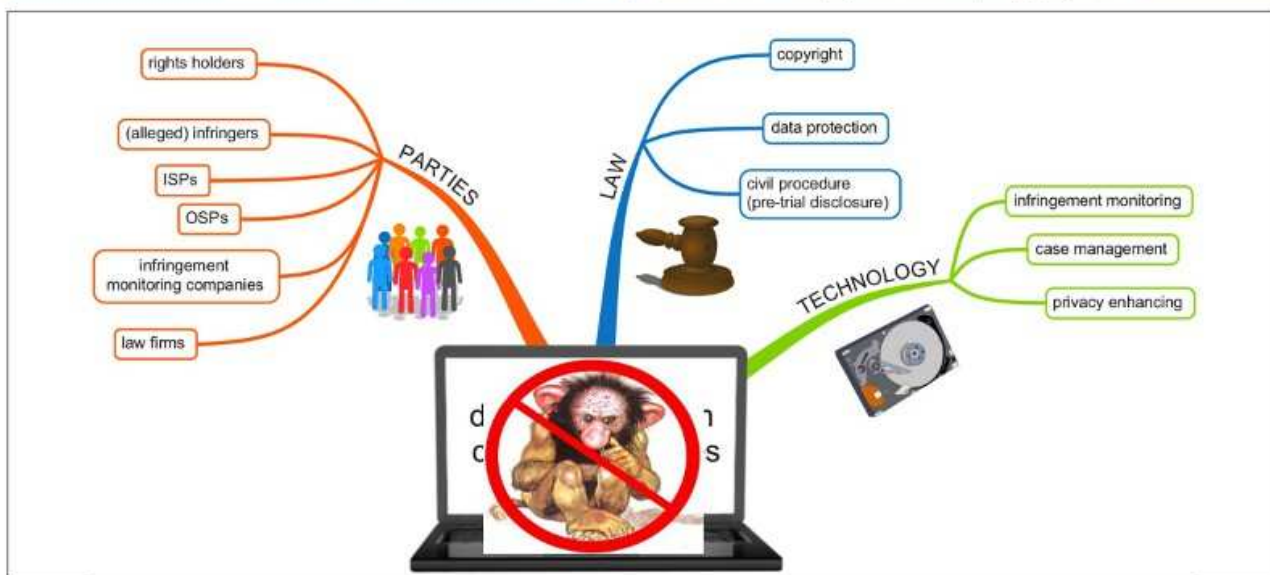 PARTIES
rights holders
(alleged) infringers
ISPs
OSPs
infringement
monitoring companies
law firms
LAW
copyright
data protection
civil procedure
(pre-trial disclosure)
TECHNOLOGY
infringement monitoring
case management
privacy enhancing